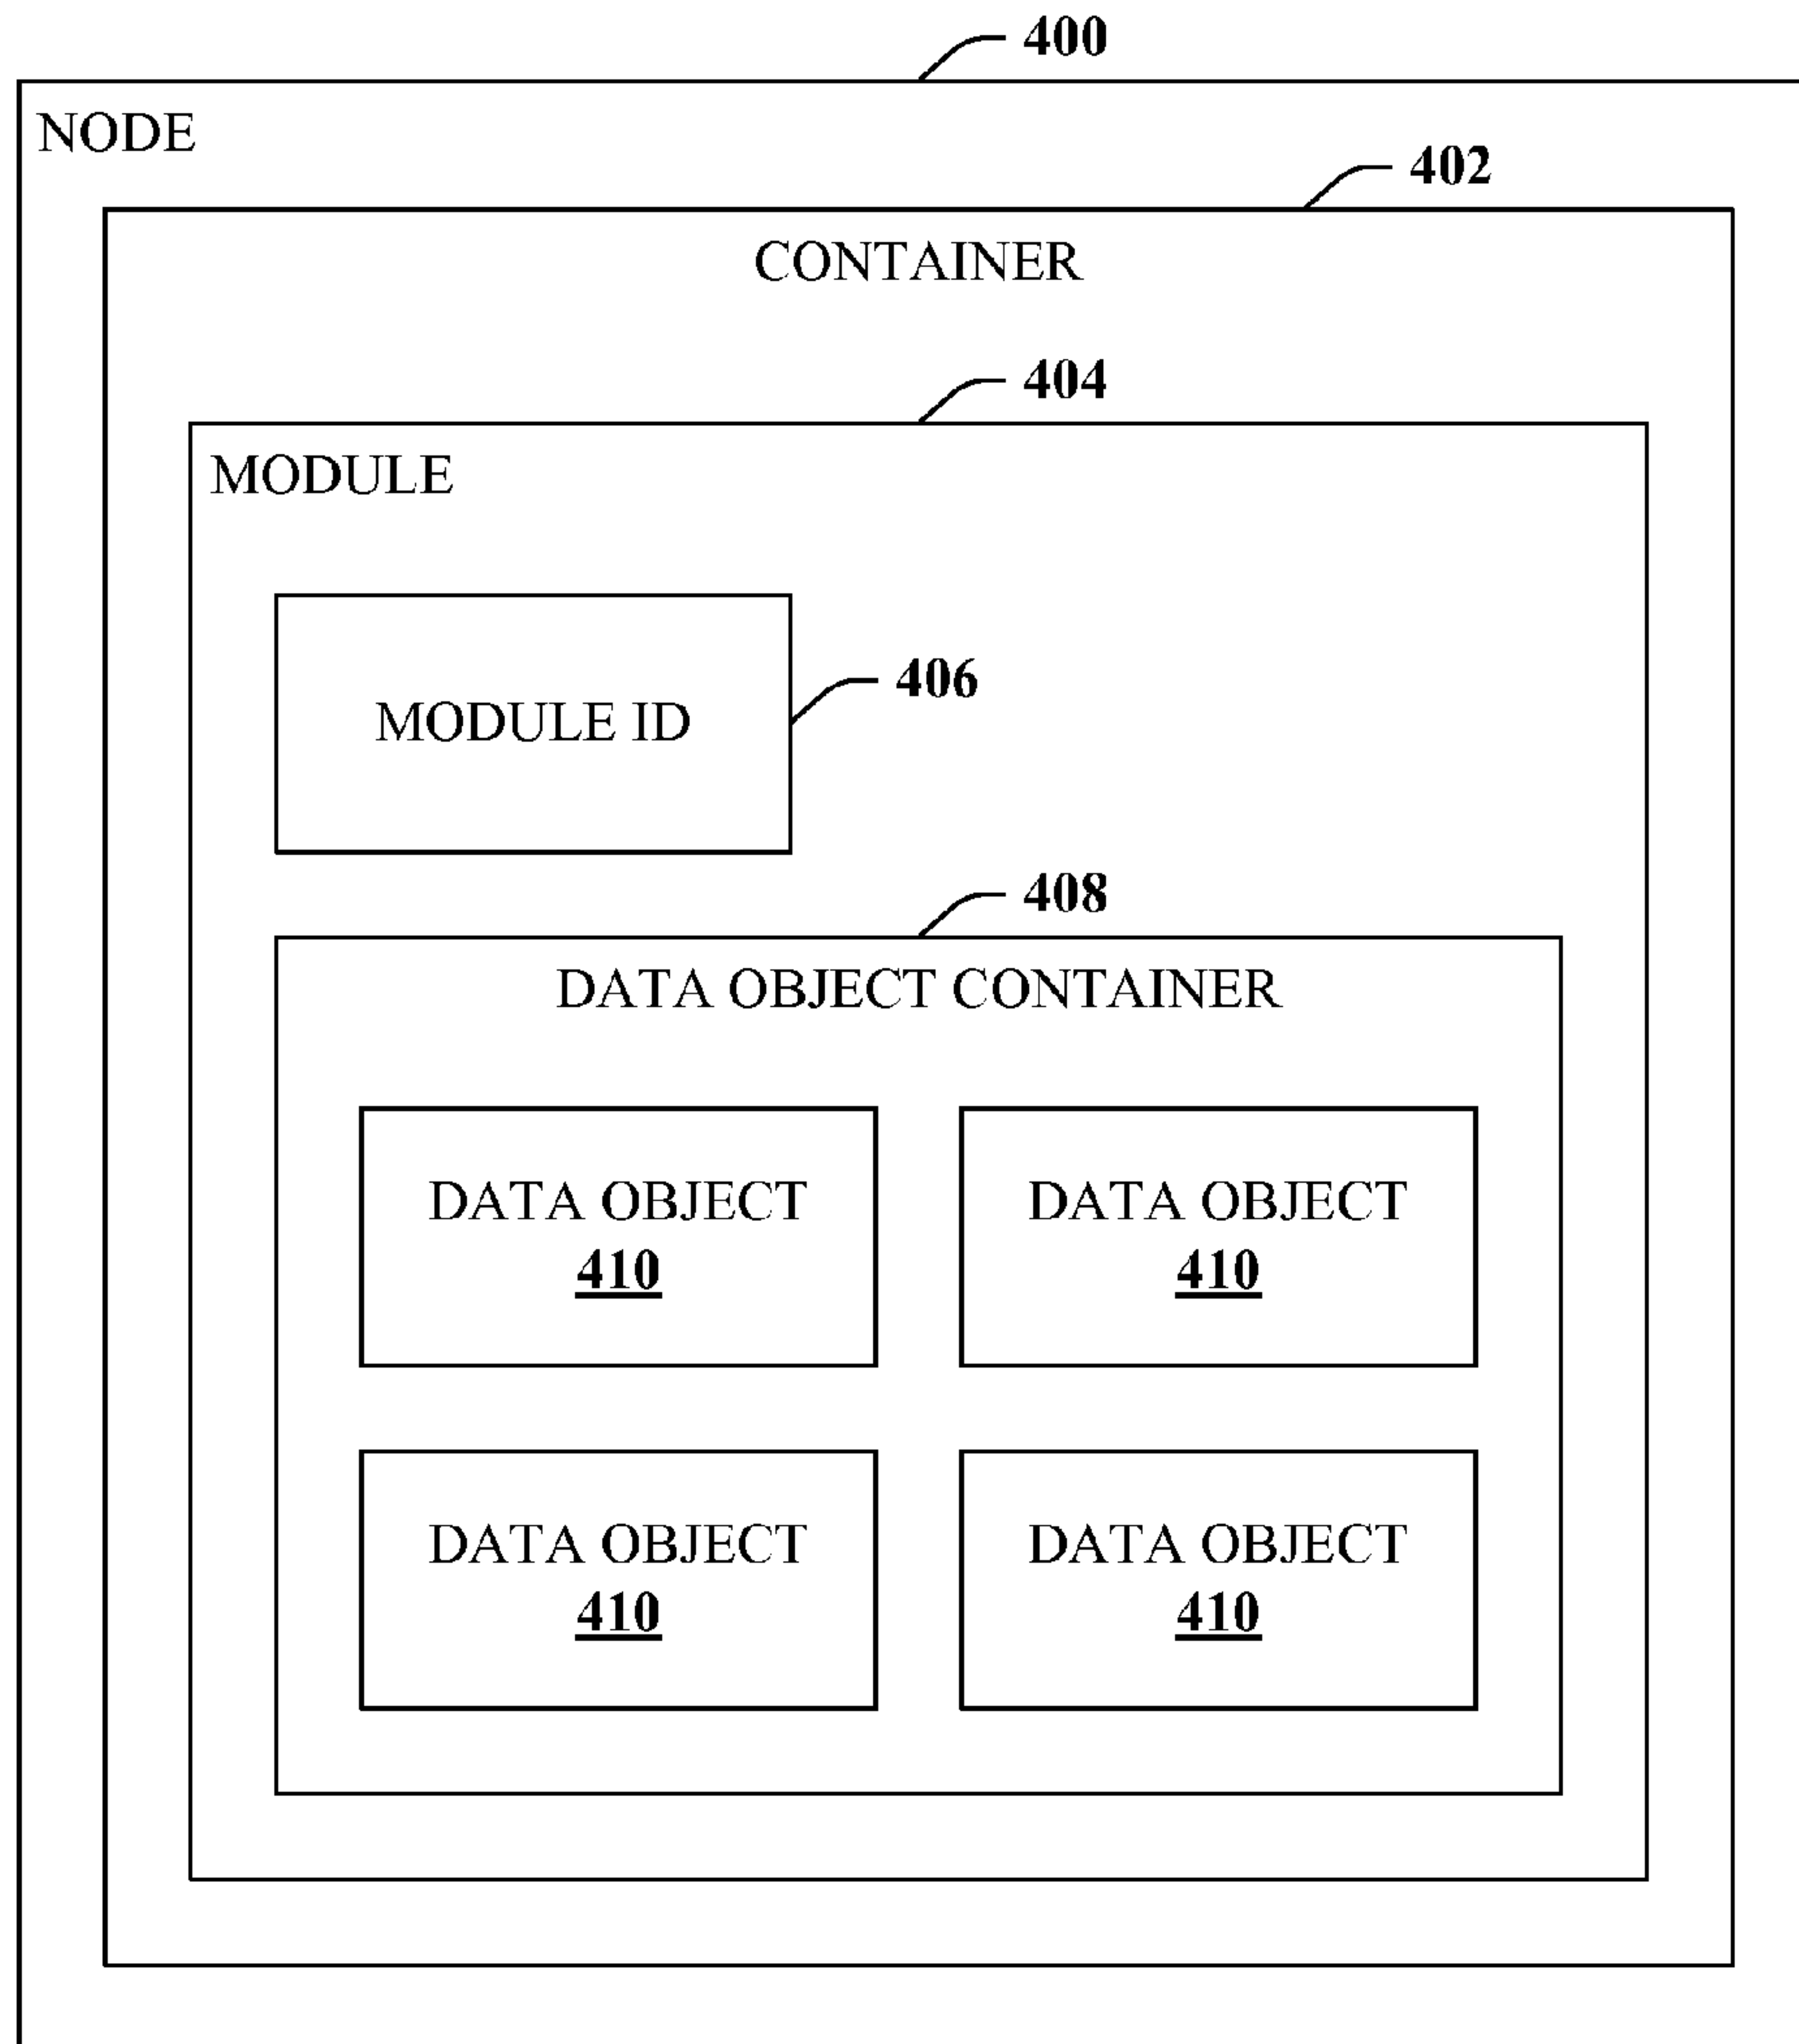 400
NODE
402
CONTAINER
404
MODULE
MODULE ID
406
408
DATA OBJECT CONTAINER
DATA OBJECT
410
DATA OBJECT
410
DATA OBJECT
410
DATA OBJECT
410